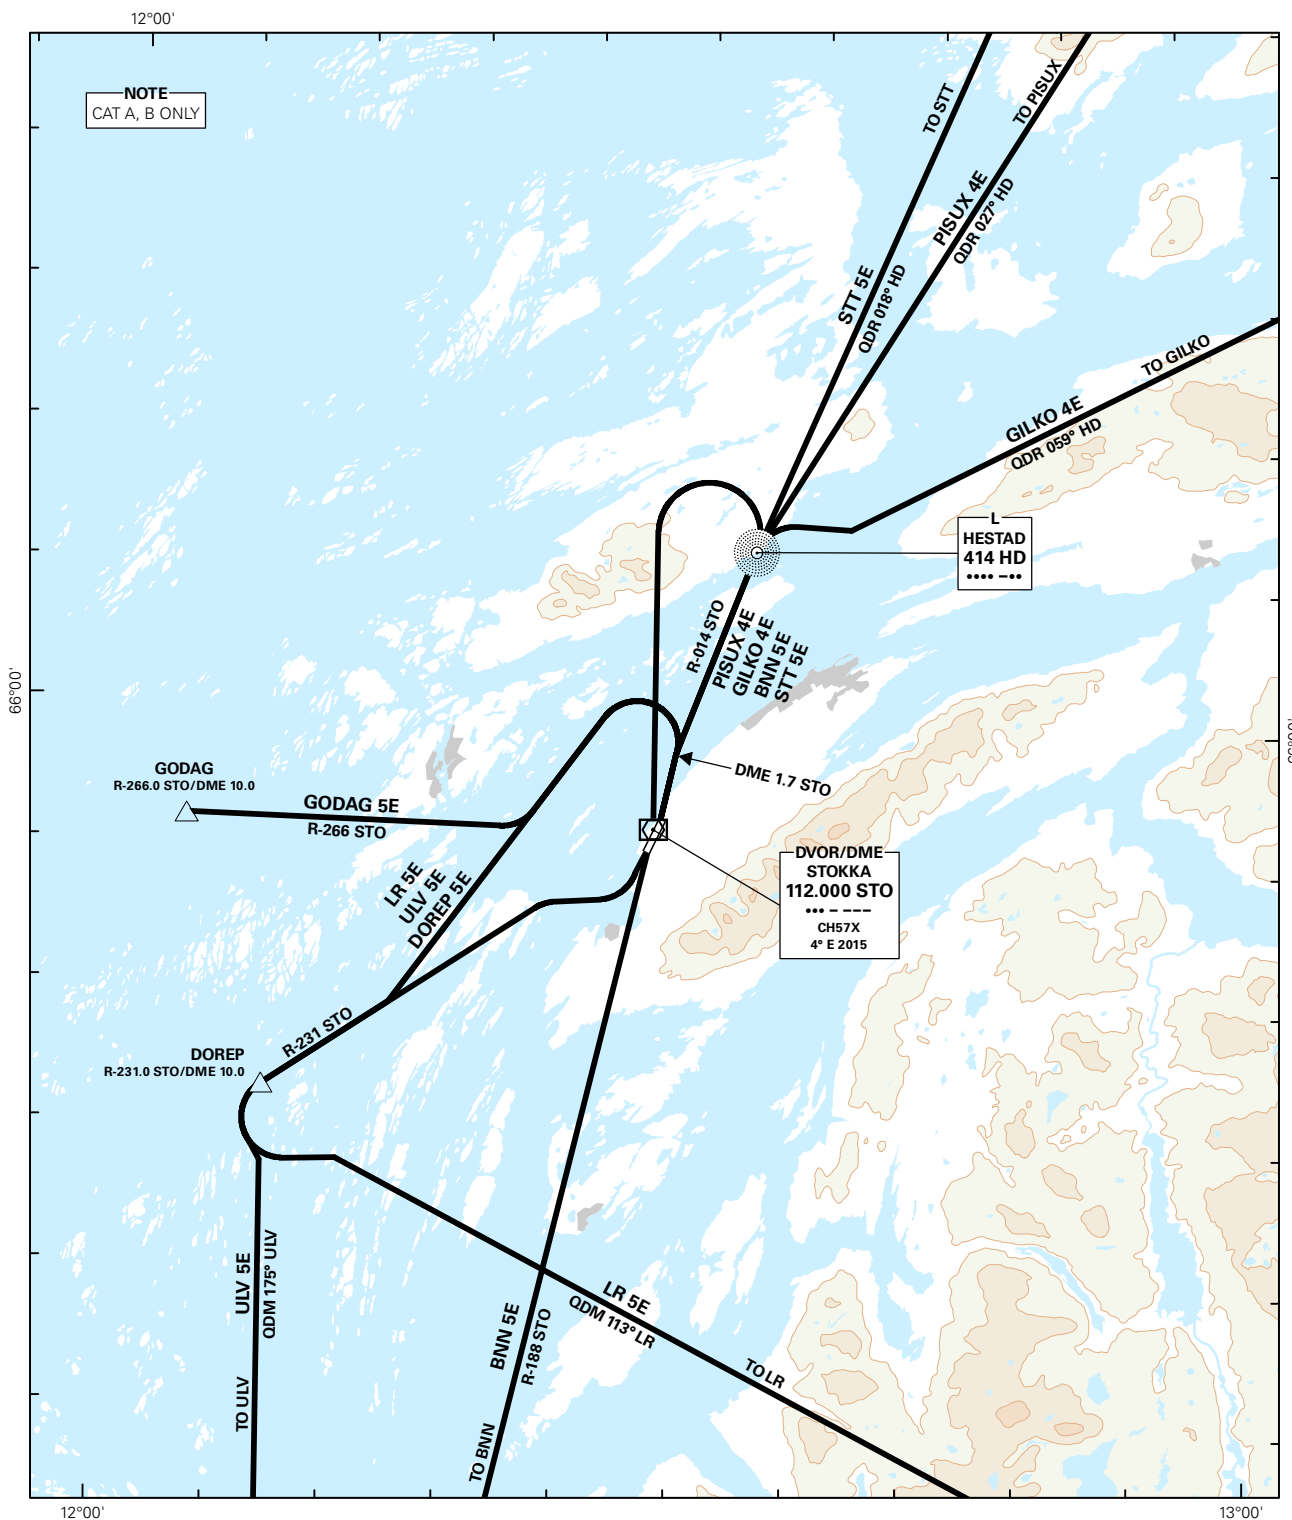 12°00'
NOTE
CAT A, B ONLY
TO STT
TO PISUX
PISUX 4E
QDR 027° HD
STT 5E
QDR 018° HD
TO GILKO
GILKO 4E
QDR 059° HD
L
HESTAD
414 HD
R-014 STO
PISUX 4E
GILKO 4E
BNN 5E
STT 5E
66°00'
DME 1.7 STO
GODAG
R-266.0 STO/DME 10.0
GODAG 5E
R-266 STO
DVOR/DME
STOKKA
112.000 STO
CH57X
4° E 2015
LR 5E
ULV 5E
DOREP 5E
R-231 STO
DOREP
R-231.0 STO/DME 10.0
ULV 5E
QDM 175° ULV
TO ULV
BNN 5E
R-188 STO
TO BNN
LR 5E
QDM 113° LR
TO LR
12°00'
13°00'